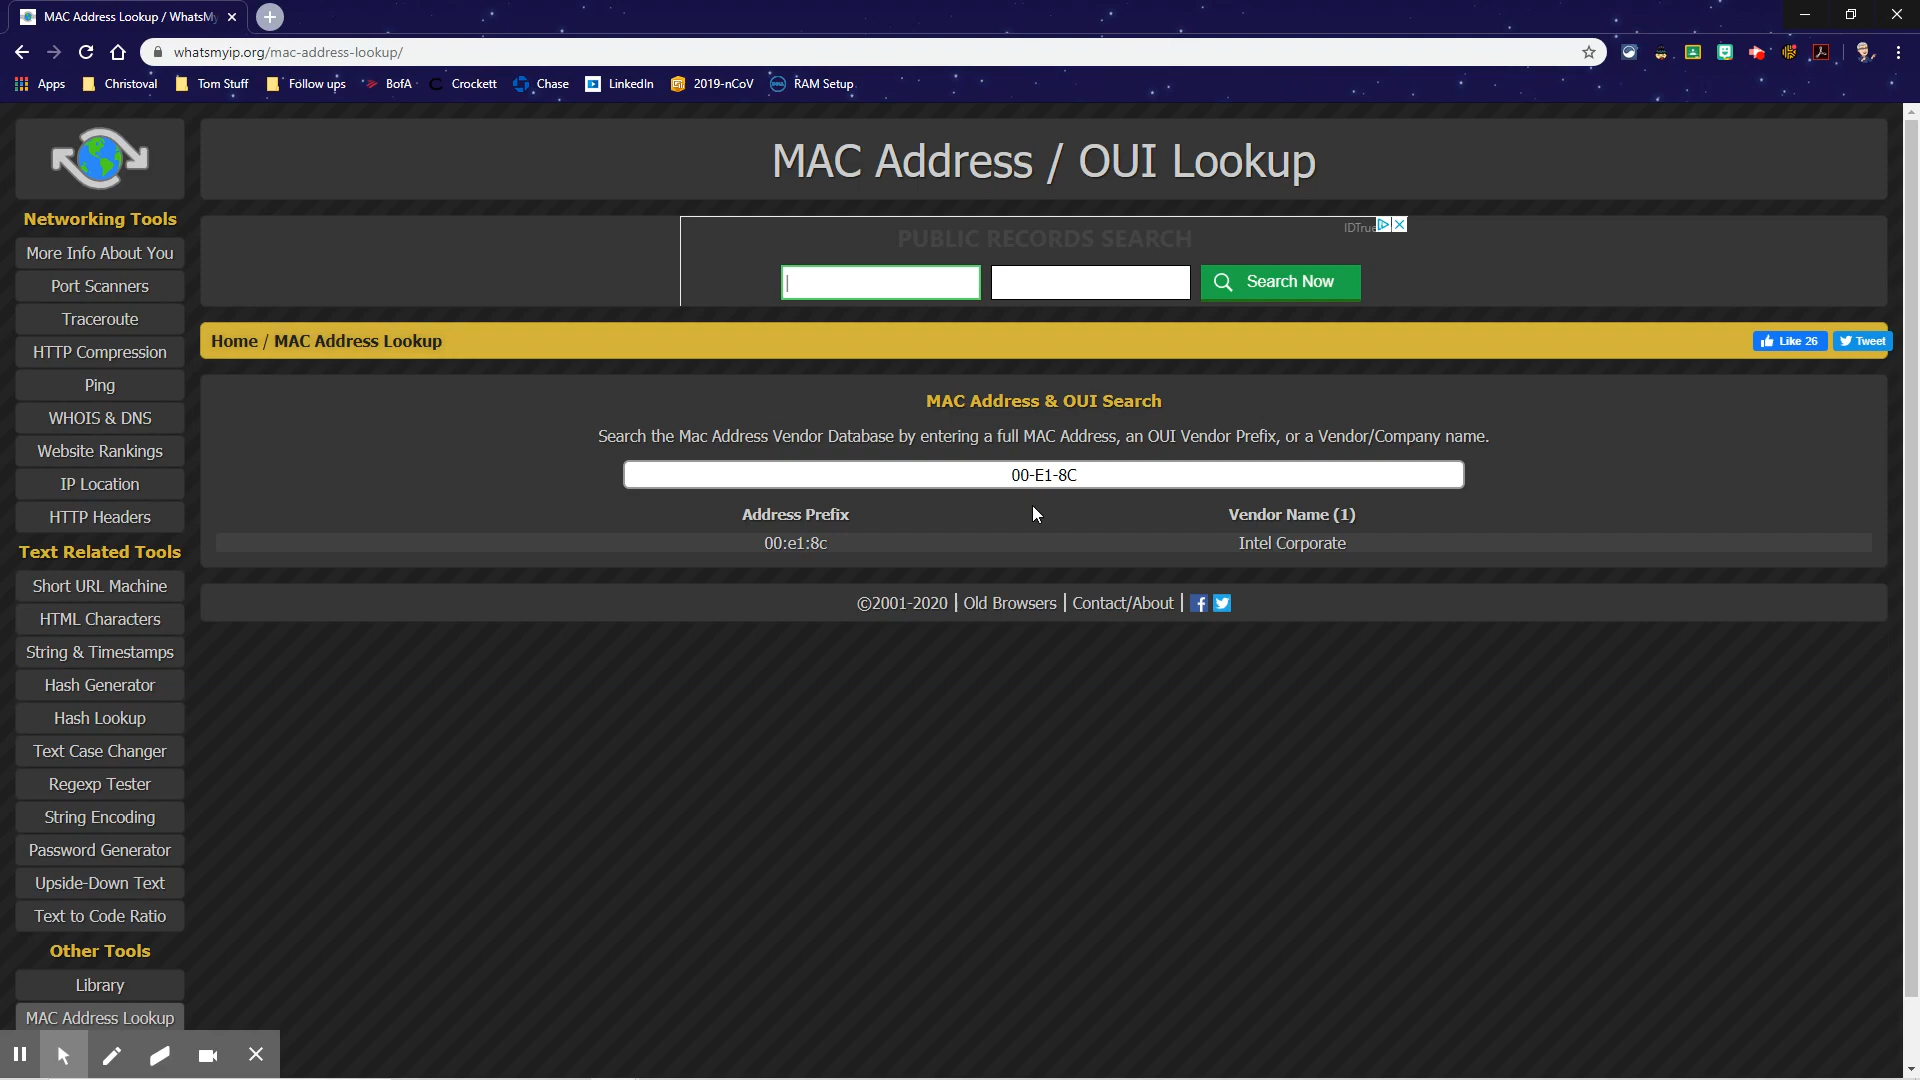 MAC Address Lookup / WhatsMy
whatsmyip.org/mac-address-lookup/
Apps Christoval Tom Stuff Follow ups BofA Crockett Chase LinkedIn 2019-nCoV RAM Setup
MAC Address / OUI Lookup
PUBLIC RECORDS SEARCH
IDTrue
Search Now
Home / MAC Address Lookup
Like 26 Tweet
MAC Address & OUI Search
Search the Mac Address Vendor Database by entering a full MAC Address, an OUI Vendor Prefix, or a Vendor/Company name.
00-E1-8C
Address Prefix Vendor Name (1)
00:e1:8c Intel Corporate
©2001-2020 | Old Browsers | Contact/About |
Networking Tools
More Info About You
Port Scanners
Traceroute
HTTP Compression
Ping
WHOIS & DNS
Website Rankings
IP Location
HTTP Headers
Text Related Tools
Short URL Machine
HTML Characters
String & Timestamps
Hash Generator
Hash Lookup
Text Case Changer
Regexp Tester
String Encoding
Password Generator
Upside-Down Text
Text to Code Ratio
Other Tools
Library
MAC Address Lookup